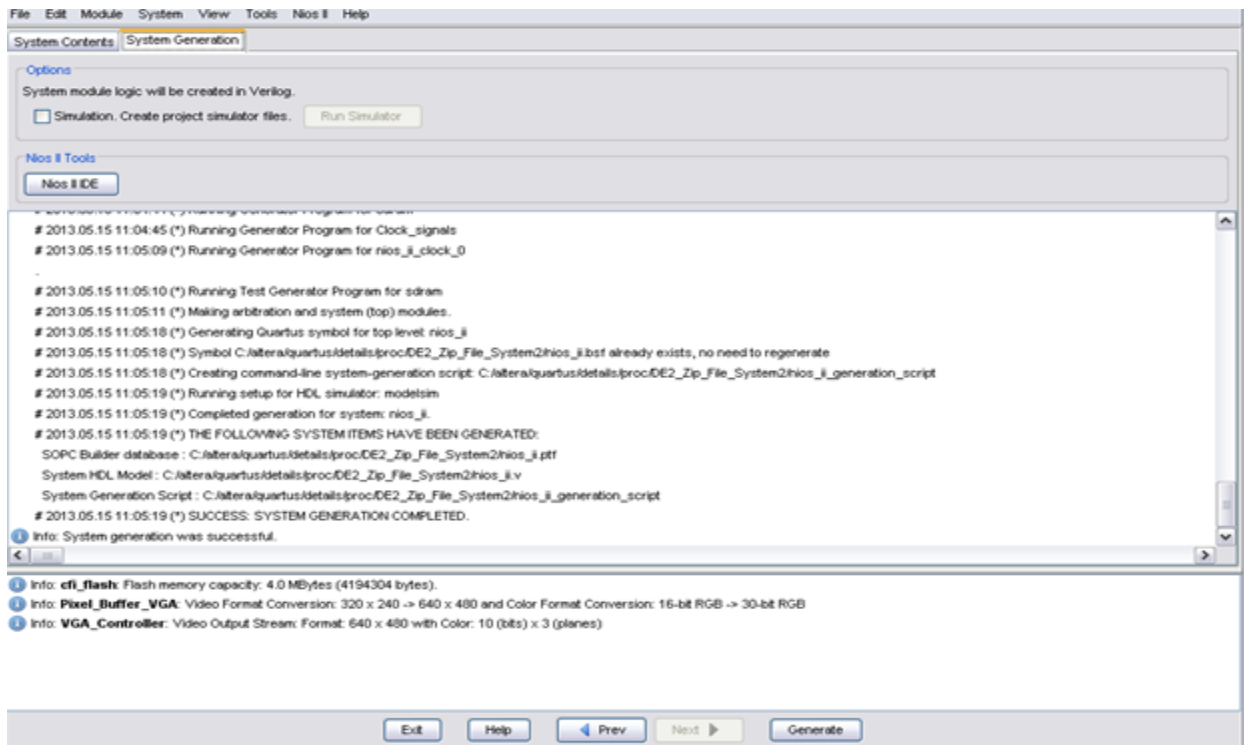 File Edit Module System View Tools Nios II Help
System Contents System Generation
Options
System module logic will be created in Verilog.
Simulation. Create project simulator files. Run Simulator
Nios II Tools
Nios II IDE
# 2013.05.15 11:04:45 (*) Running Generator Program for Clock_signals
# 2013.05.15 11:05:09 (*) Running Generator Program for nios_ii_clock_0
.
# 2013.05.15 11:05:10 (*) Running Test Generator Program for sdram
# 2013.05.15 11:05:11 (*) Making arbitration and system (top) modules.
# 2013.05.15 11:05:18 (*) Generating Quartus symbol for top level: nios_ii
# 2013.05.15 11:05:18 (*) Symbol C:/altera/quartus/details/proc/DE2_Zip_File_System2/nios_ii.bsf already exists, no need to regenerate
# 2013.05.15 11:05:18 (*) Creating command-line system-generation script: C:/altera/quartus/details/proc/DE2_Zip_File_System2/nios_ii_generation_script
# 2013.05.15 11:05:19 (*) Running setup for HDL simulator: modelsim
# 2013.05.15 11:05:19 (*) Completed generation for system: nios_ii.
# 2013.05.15 11:05:19 (*) THE FOLLOWING SYSTEM ITEMS HAVE BEEN GENERATED:
SOPC Builder database : C:/altera/quartus/details/proc/DE2_Zip_File_System2/nios_ii.ptf
System HDL Model : C:/altera/quartus/details/proc/DE2_Zip_File_System2/nios_ii.v
System Generation Script : C:/altera/quartus/details/proc/DE2_Zip_File_System2/nios_ii_generation_script
# 2013.05.15 11:05:19 (*) SUCCESS: SYSTEM GENERATION COMPLETED.
Info: System generation was successful.
Info: cfi_flash: Flash memory capacity: 4.0 MBytes (4194304 bytes).
Info: Pixel_Buffer_VGA: Video Format Conversion: 320 x 240 -> 640 x 480 and Color Format Conversion: 16-bit RGB -> 30-bit RGB
Info: VGA_Controller: Video Output Stream: Format: 640 x 480 with Color: 10 (bits) x 3 (planes)
Exit Help Prev Next Generate